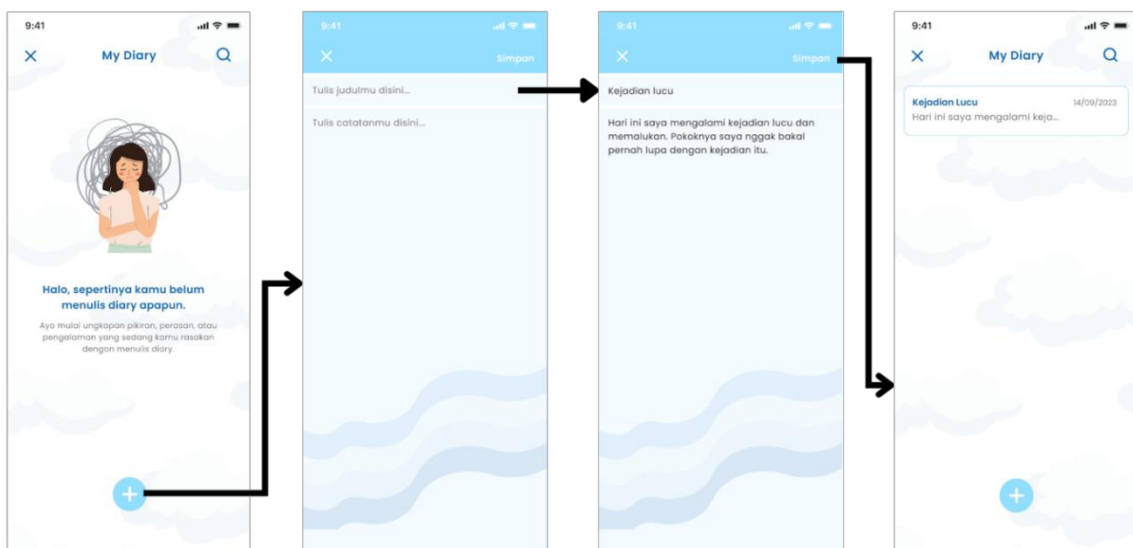 9:41
My Diary
Halo, sepertinya kamu belum
menulis diary apapun.
Ayo mulai ungkapan pikiran, perasan, atau
pengalaman yang sedang kamu rasakan
dengan menulis diary.
9:41
Simpan
Tulis judulmu disini...
Tulis catatanmu disini...
9:41
Simpan
Kejadian lucu
Hari ini saya mengalami kejadian lucu dan
memalukan. Pokoknya saya nggak bakal
pernah lupa dengan kejadian itu.
9:41
My Diary
Kejadian Lucu 14/09/2023
Hari ini saya mengalami keja...